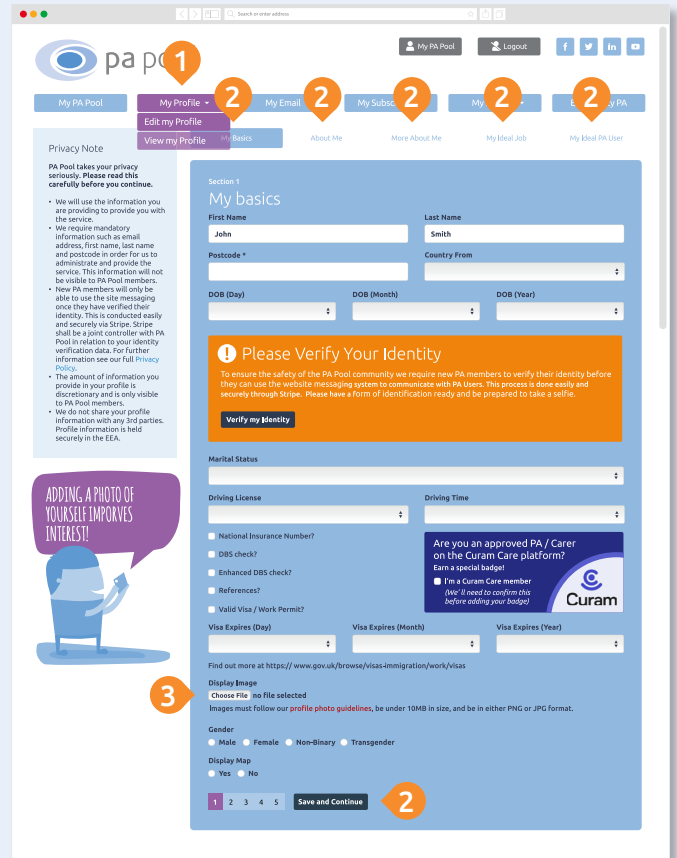 Search or enter address
pa po
My PA Pool
Logout
f
in
1
2
2
2
2
2
My PA Pool
My Profile
My Email
My Subsc
My
PA
Edit my Profile
View my Profile
My Basics
About Me
More About Me
My Ideal Job
My Ideal PA User
Privacy Note
PA Pool takes your privacy
seriously. Please read this
carefully before you continue.
• We will use the information you
are providing to provide you with
the service.
• We require mandatory
information such as email
address, first name, last name
and postcode in order for us to
administrate and provide the
service. This information will not
be visible to PA Pool members.
• New PA members will only be
able to use the site messaging
once they have verified their
identity. This is conducted easily
and securely via Stripe. Stripe
shall be a joint controller with PA
Pool in relation to your identity
verification data. For further
information see our full Privacy
Policy.
• The amount of information you
provide in your profile is
discretionary and is only visible
to PA Pool members.
• We do not share your profile
information with any 3rd parties.
Profile information is held
securely in the EEA.
ADDING A PHOTO OF
YOURSELF IMPORVES
INTEREST!
Section 1
My basics
First Name
Last Name
John
Smith
Postcode *
Country From
DOB (Day)
DOB (Month)
DOB (Year)
! Please Verify Your Identity
To ensure the safety of the PA Pool community we require new PA members to verify their identity before
they can use the website messaging system to communicate with PA Users. This process is done easily and
securely through Stripe. Please have a form of identification ready and be prepared to take a selfie.
Verify my Identity
Marital Status
Driving License
Driving Time
National Insurance Number?
DBS check?
Enhanced DBS check?
References?
Valid Visa / Work Permit?
Are you an approved PA / Carer
on the Curam Care platform?
Earn a special badge!
I'm a Curam Care member
(We' ll need to confirm this
before adding your badge)
Curam
Visa Expires (Day)
Visa Expires (Month)
Visa Expires (Year)
Find out more at https:// www.gov.uk/browse/visas-immigration/work/visas
Display Image
3
Choose File no file selected
Images must follow our profile photo guidelines, be under 10MB in size, and be in either PNG or JPG format.
Gender
Male Female Non-Binary Transgender
Display Map
Yes No
1 2 3 4 5 Save and Continue
2